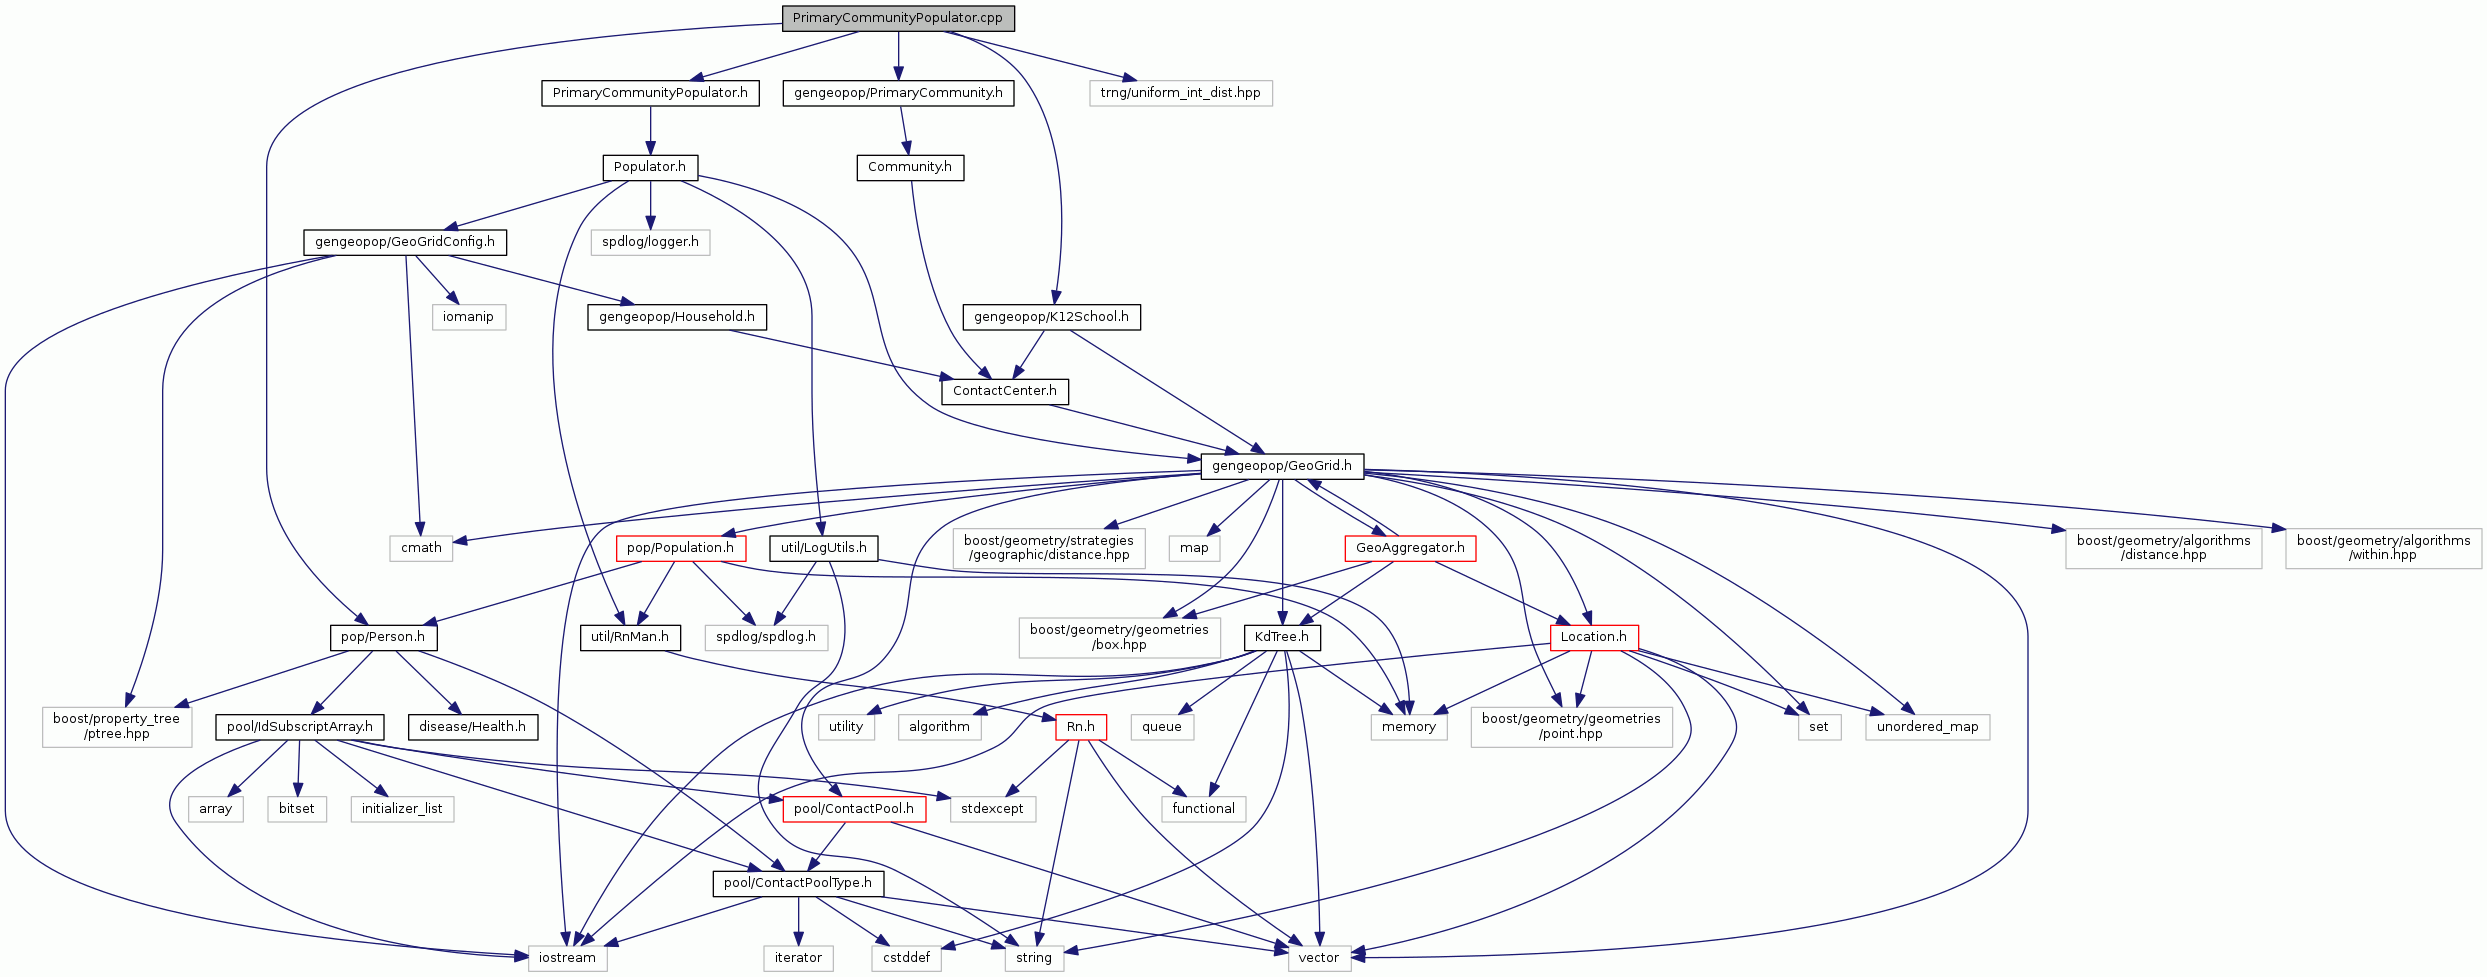 PrimaryCommunityPopulator.cpp
PrimaryCommunityPopulator.h
gengeopop/PrimaryCommunity.h
trng/uniform_int_dist.hpp
Populator.h
Community.h
gengeopop/GeoGridConfig.h
spdlog/logger.h
iomanip
gengeopop/Household.h
gengeopop/K12School.h
ContactCenter.h
gengeopop/GeoGrid.h
cmath
pop/Population.h
util/LogUtils.h
boost/geometry/strategies
/geographic/distance.hpp
map
GeoAggregator.h
boost/geometry/algorithms
/distance.hpp
boost/geometry/algorithms
/within.hpp
pop/Person.h
util/RnMan.h
spdlog/spdlog.h
boost/geometry/geometries
/box.hpp
KdTree.h
Location.h
boost/property_tree
/ptree.hpp
pool/IdSubscriptArray.h
disease/Health.h
utility
algorithm
Rn.h
queue
memory
boost/geometry/geometries
/point.hpp
set
unordered_map
array
bitset
initializer_list
pool/ContactPool.h
stdexcept
functional
pool/ContactPoolType.h
iostream
iterator
cstddef
string
vector